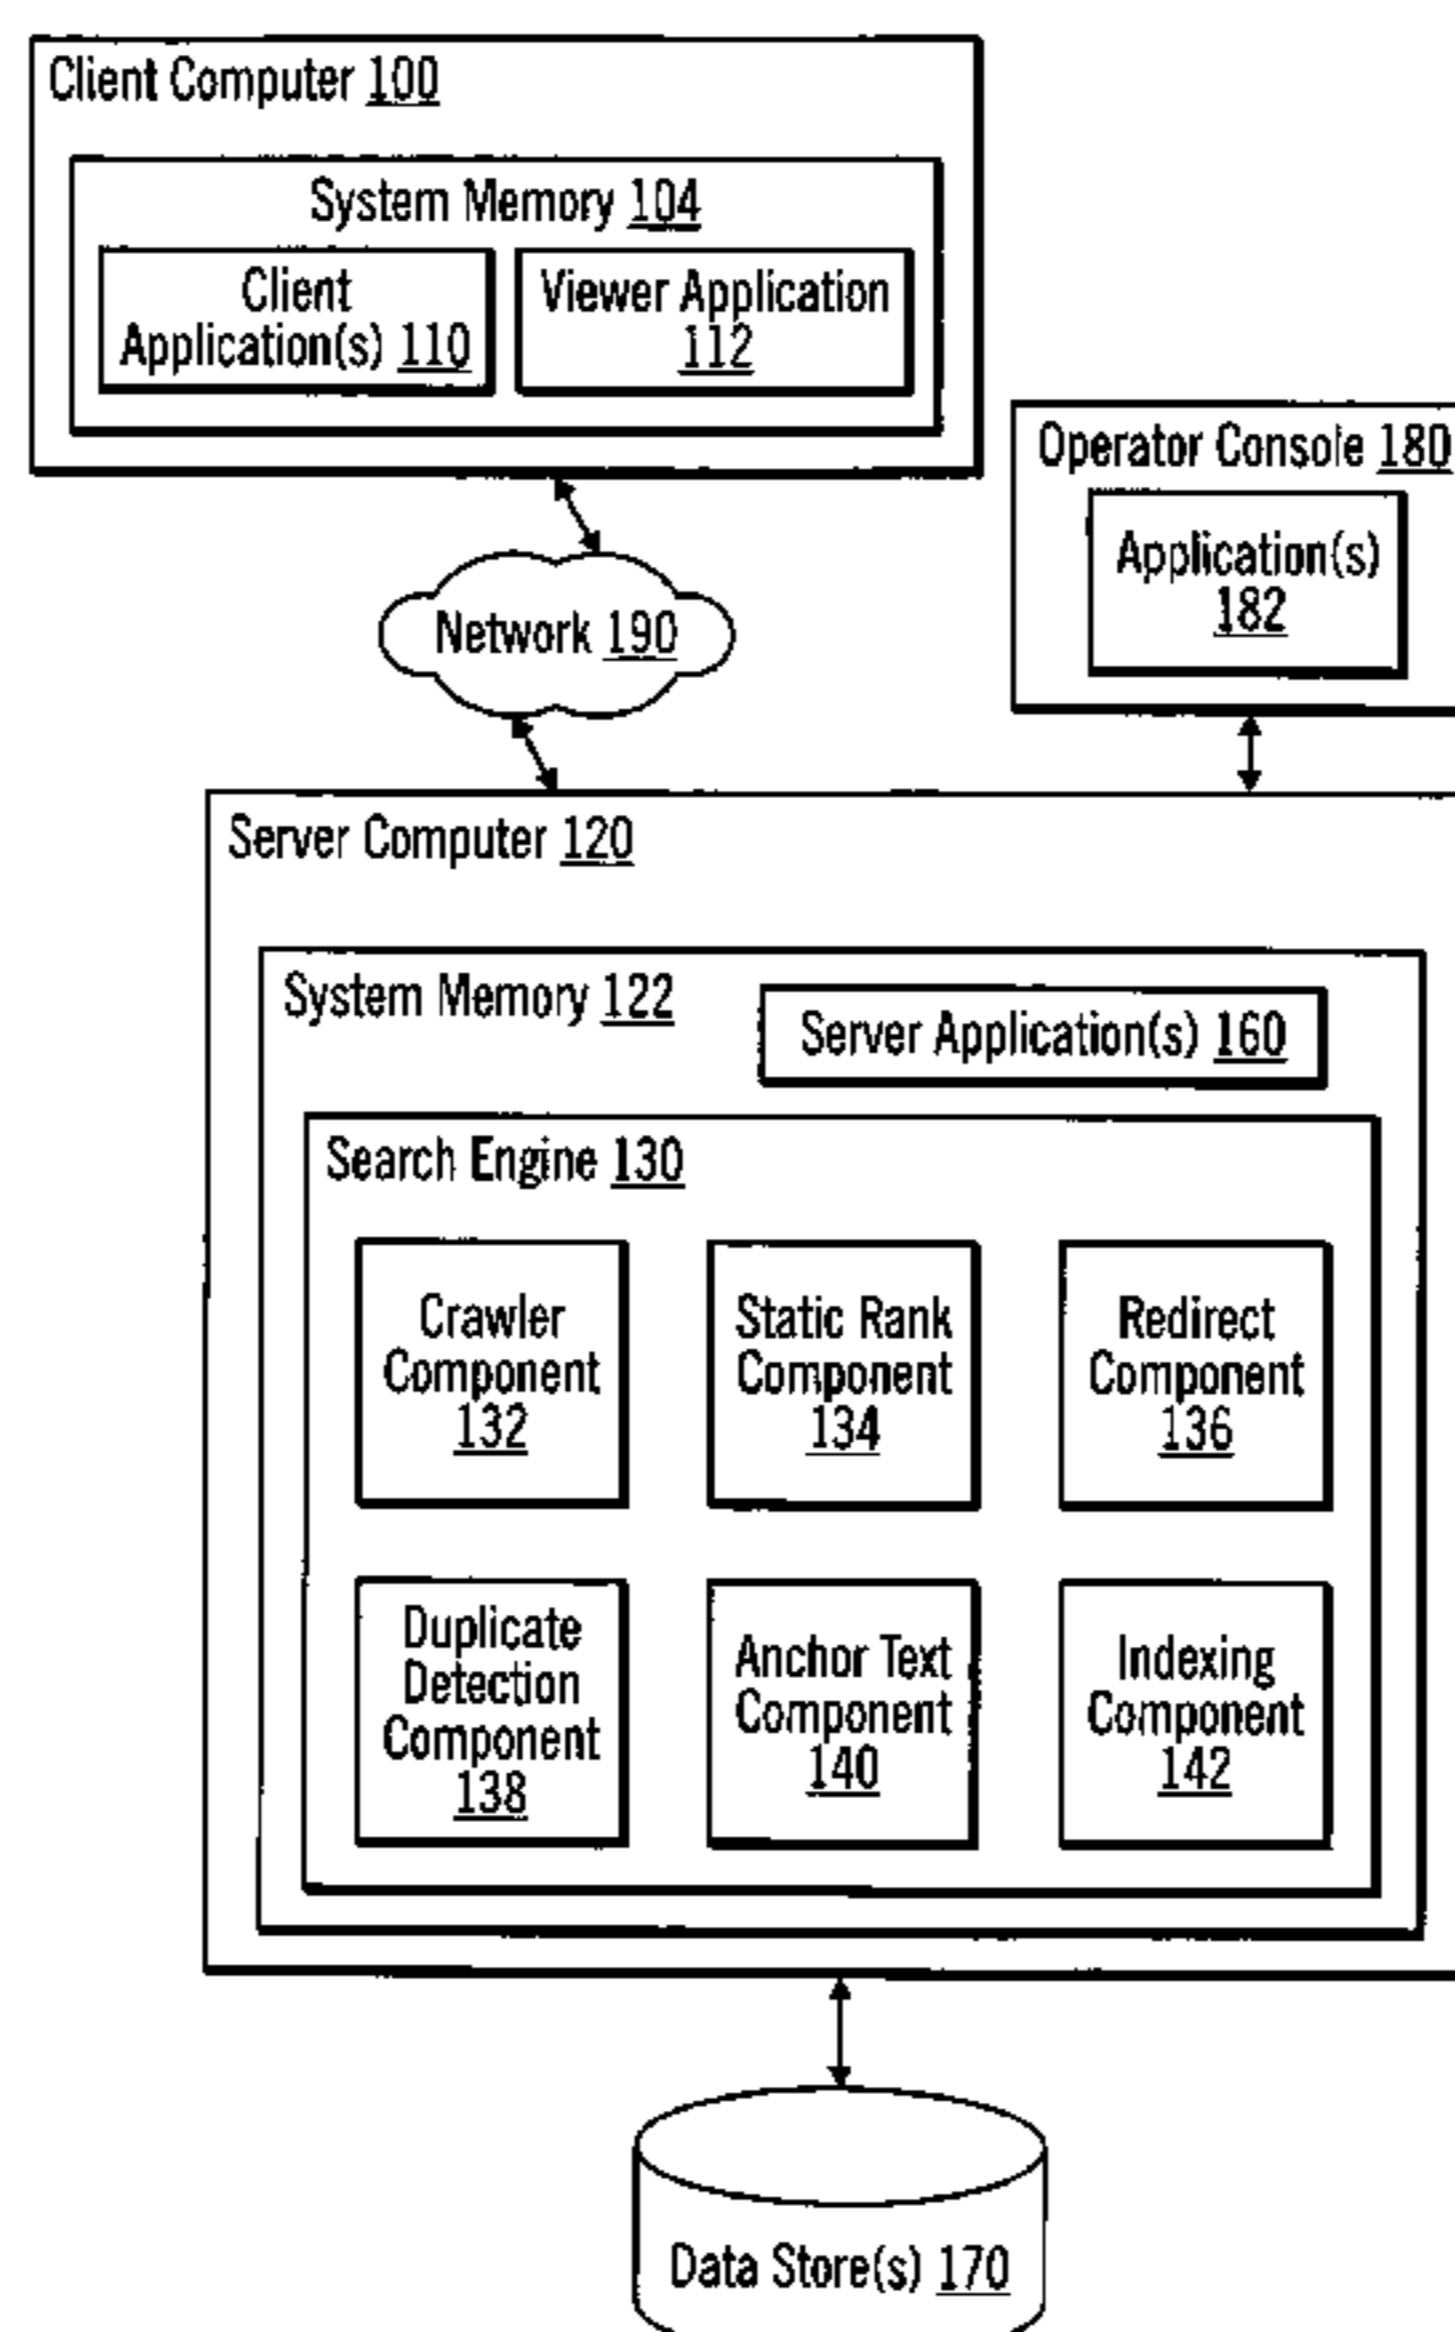 Client Computer 100
System Memory 104
Client
Application(s) 110
Viewer Application
112
Operator Console 180
Application(s)
182
Network 190
Server Computer 120
System Memory 122
Server Application(s) 160
Search Engine 130
Crawler
Component
132
Static Rank
Component
134
Redirect
Component
136
Duplicate
Detection
Component
138
Anchor Text
Component
140
Indexing
Component
142
Data Store(s) 170